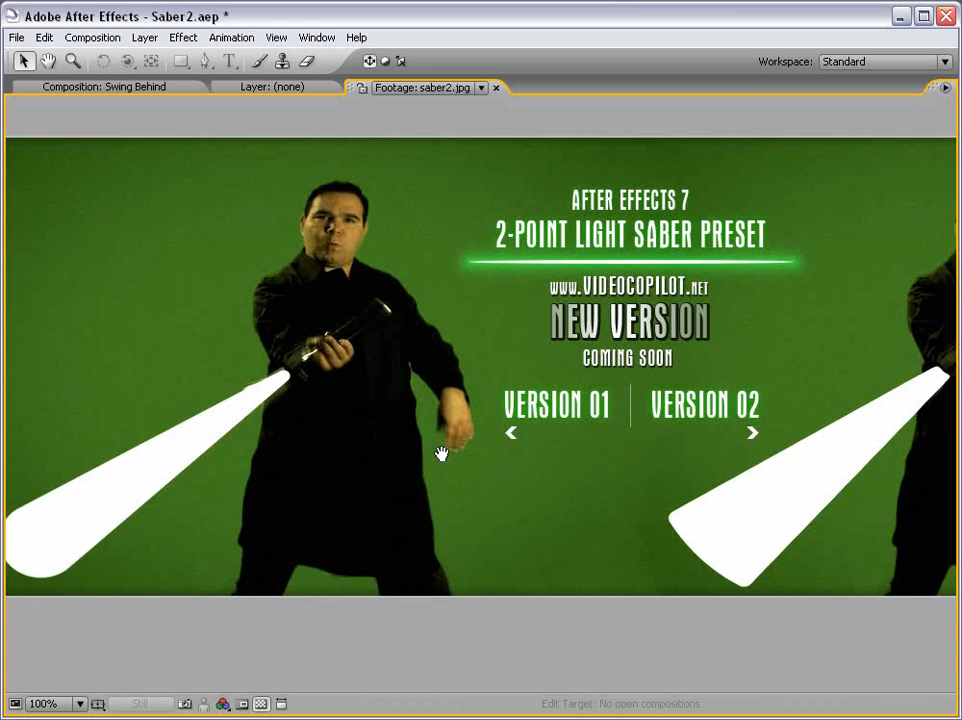 Adobe After Effects - Saber2.aep *
File Edit Composition Layer Effect Animation View Window Help
Workspace: Standard
Composition: Swing Behind Layer: (none) Footage: saber2.jpg
AFTER EFFECTS 7
2-POINT LIGHT SABER PRESET
www.VIDEOCOPILOT.NET
NEW VERSION
COMING SOON
VERSION 01 VERSION 02
100% Still Edit Target: No open compositions